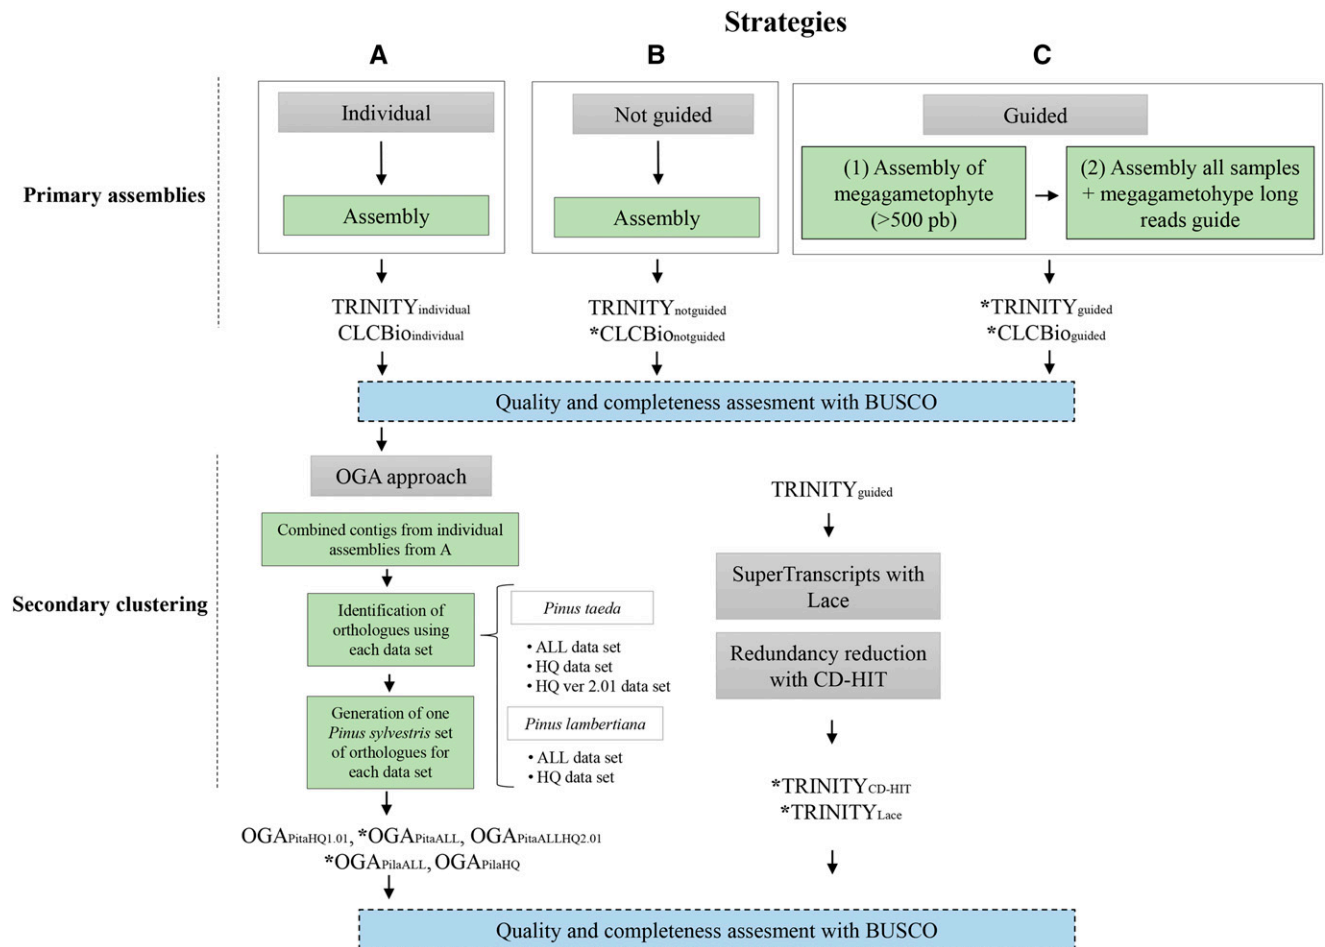 Strategies
A
B
C
Primary assemblies
Individual
Assembly
Not guided
Assembly
Guided
(1) Assembly of
megagametophyte
(>500 pb)
(2) Assembly all samples
+ megagametohype long
reads guide
TRINITYindividual
CLCBioindividual
TRINITYnotguided
*CLCBionotguided
*TRINITYguided
*CLCBioguided
Quality and completeness assesment with BUSCO
Secondary clustering
OGA approach
Combined contigs from individual
assemblies from A
Identification of
orthologues using
each data set
Generation of one
Pinus sylvestris set
of orthologues for
each data set
Pinus taeda
• ALL data set
• HQ data set
• HQ ver 2.01 data set
Pinus lambertiana
• ALL data set
• HQ data set
OGAPitaHQ1.01, *OGAPitaALL, OGAPitaALLHQ2.01
*OGAPilaALL, OGAPilaHQ
TRINITYguided
SuperTranscripts with
Lace
Redundancy reduction
with CD-HIT
*TRINITYCD-HIT
*TRINITYLace
Quality and completeness assesment with BUSCO